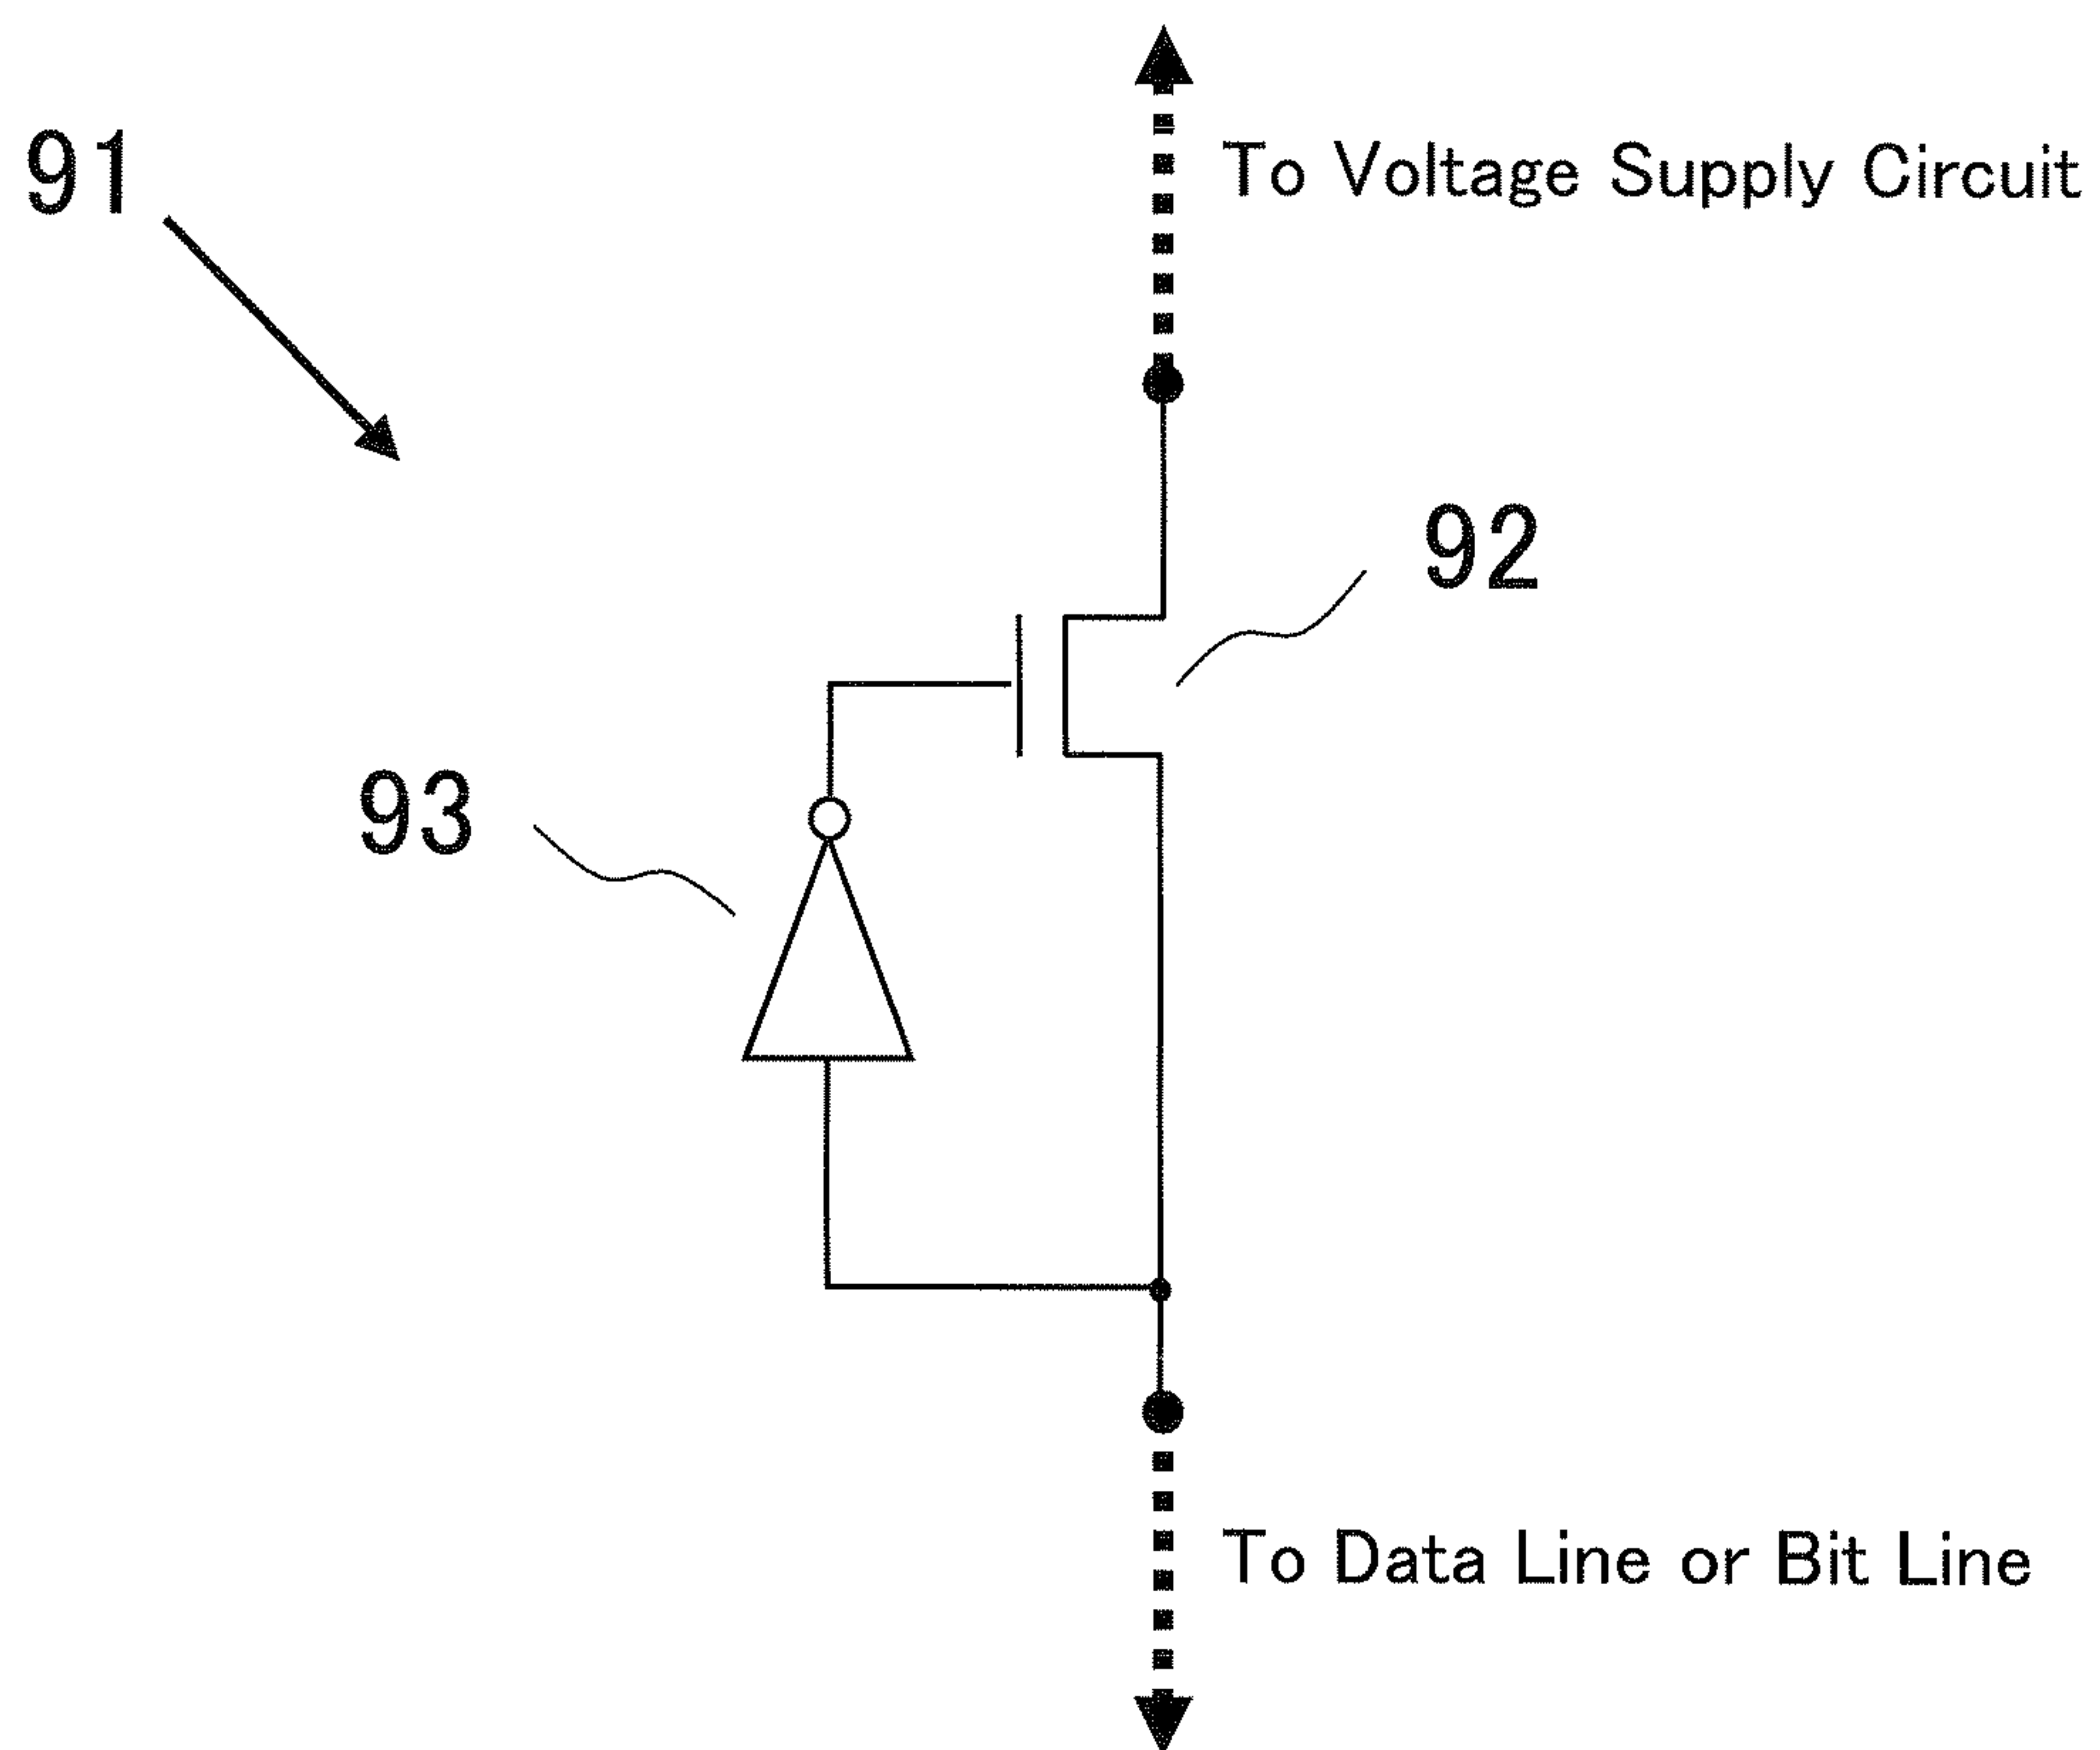 91
To Voltage Supply Circuit
92
93
To Data Line or Bit Line